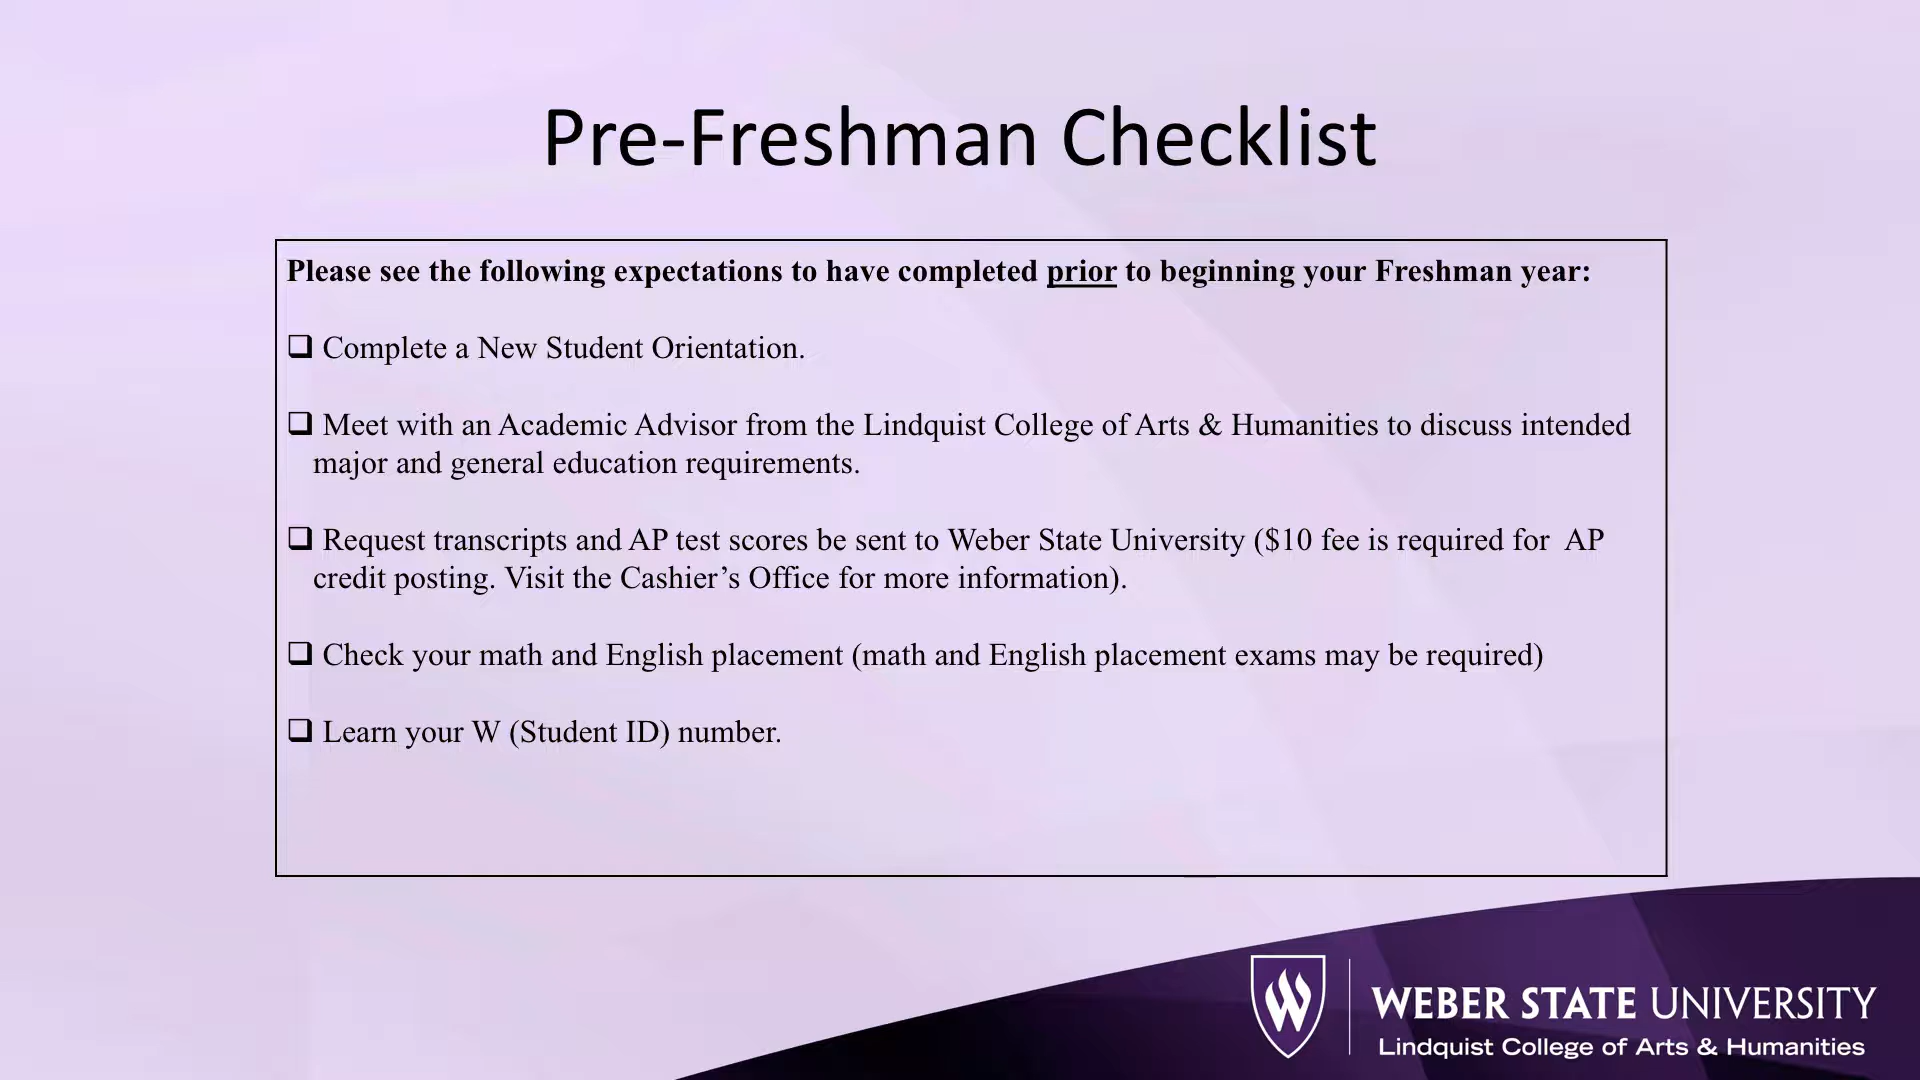 Pre-Freshman Checklist
Please see the following expectations to have completed prior to beginning your Freshman year:
❑ Complete a New Student Orientation.
❑ Meet with an Academic Advisor from the Lindquist College of Arts & Humanities to discuss intended
major and general education requirements.
❑ Request transcripts and AP test scores be sent to Weber State University ($10 fee is required for  AP
credit posting. Visit the Cashier’s Office for more information).
❑ Check your math and English placement (math and English placement exams may be required)
❑ Learn your W (Student ID) number.
WEBER STATE UNIVERSITY
Lindquist College of Arts & Humanities